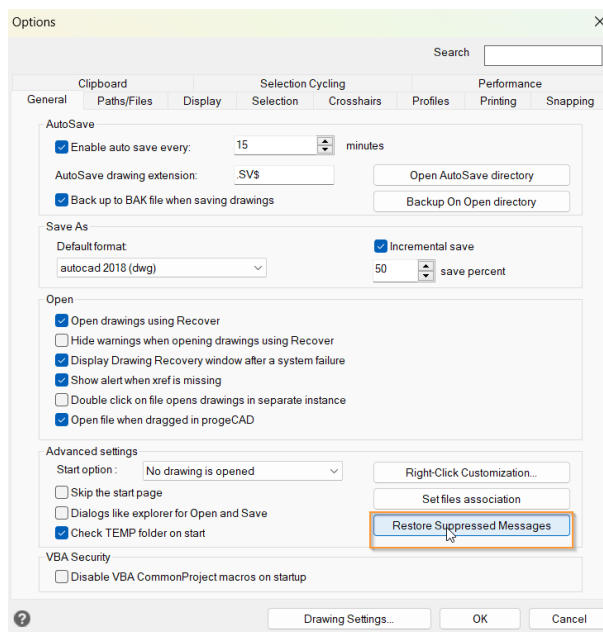 Options
Search
Clipboard Selection Cycling Performance
General Paths/Files Display Selection Crosshairs Profiles Printing Snapping
AutoSave
Enable auto save every: 15 minutes
AutoSave drawing extension: .SV$ Open AutoSave directory
Back up to BAK file when saving drawings Backup On Open directory
Save As
Default format: Incremental save
autocad 2018 (dwg) 50 save percent
Open
Open drawings using Recover
Hide warnings when opening drawings using Recover
Display Drawing Recovery window after a system failure
Show alert when xref is missing
Double click on file opens drawings in separate instance
Open file when dragged in progeCAD
Advanced settings
Start option : No drawing is opened Right-Click Customization...
Skip the start page Set files association
Dialogs like explorer for Open and Save Restore Suppressed Messages
Check TEMP folder on start
VBA Security
Disable VBA CommonProject macros on startup
? Drawing Settings... OK Cancel